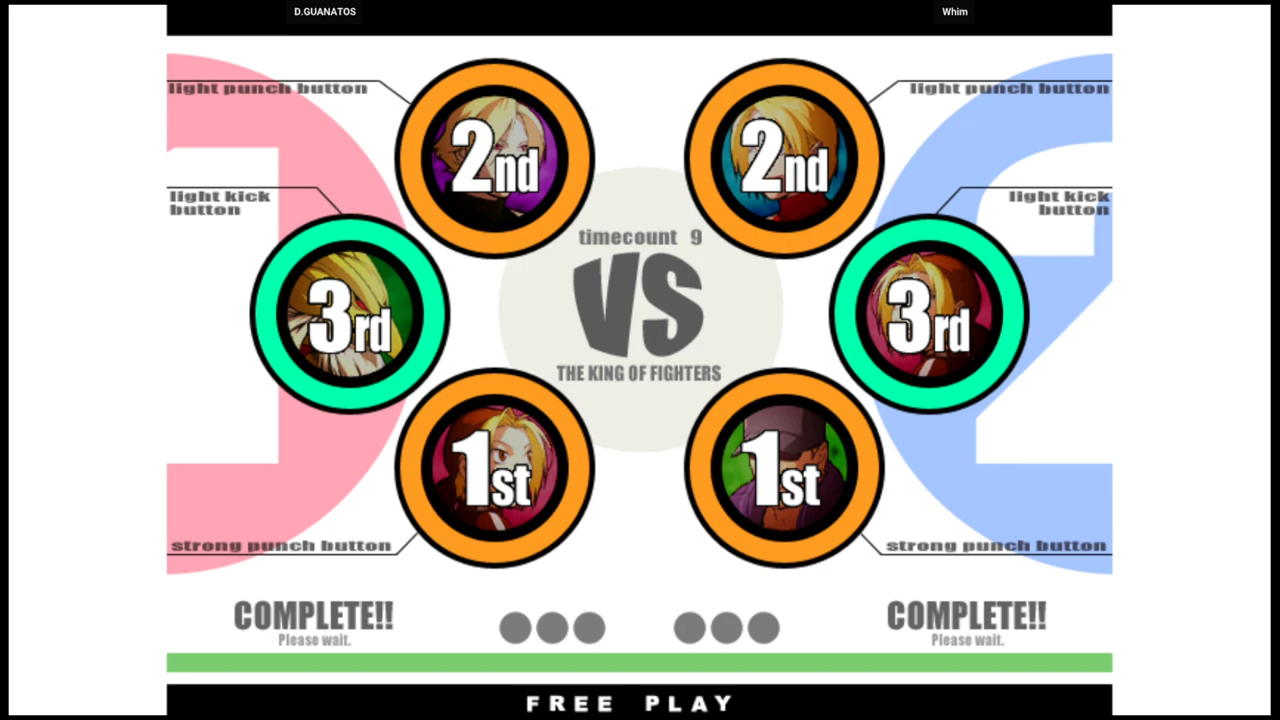 D.GUANATOS
Whim
light punch button
light punch button
2nd
2nd
light kick
button
light kick
button
timecount 9
VS
THE KING OF FIGHTERS
3rd
3rd
1st
1st
strong punch button
strong punch button
COMPLETE!!
Please wait.
COMPLETE!!
Please wait.
FREE PLAY